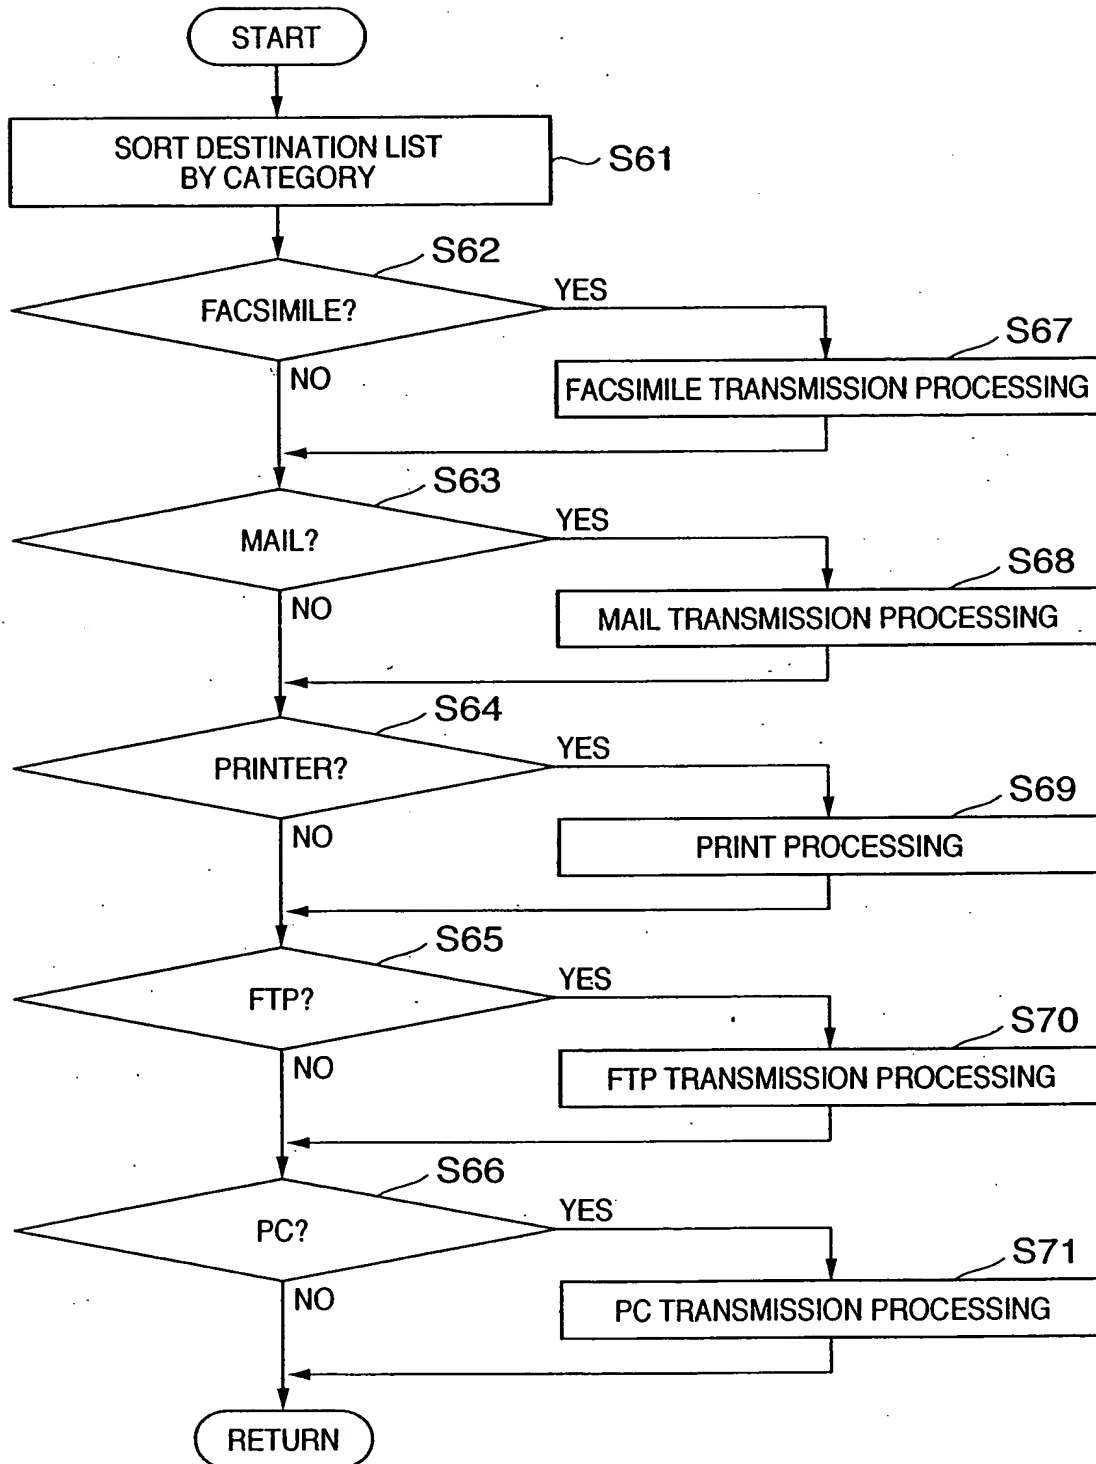 START
SORT DESTINATION LIST
BY CATEGORY
S61
S62
FACSIMILE?
YES
NO
S67
FACSIMILE TRANSMISSION PROCESSING
S63
MAIL?
YES
NO
S68
MAIL TRANSMISSION PROCESSING
S64
PRINTER?
YES
NO
S69
PRINT PROCESSING
S65
FTP?
YES
NO
S70
FTP TRANSMISSION PROCESSING
S66
PC?
YES
NO
S71
PC TRANSMISSION PROCESSING
RETURN